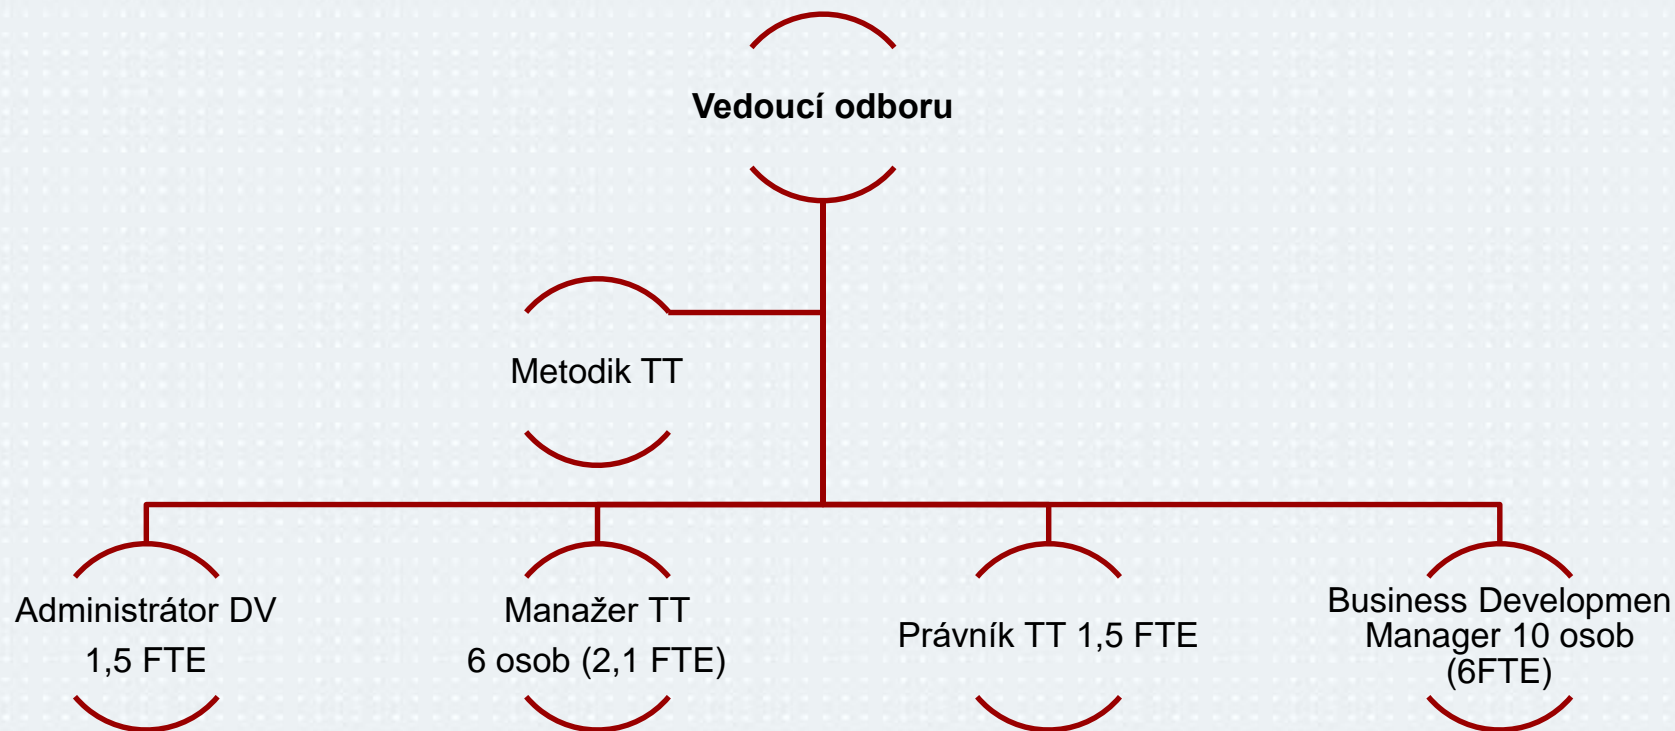 Vedoucí odboru
Metodik TT
Administrátor DV
1,5 FTE
Manažer TT
6 osob (2,1 FTE)
Právník TT 1,5 FTE
Business Developmen
Manager 10 osob
(6FTE)